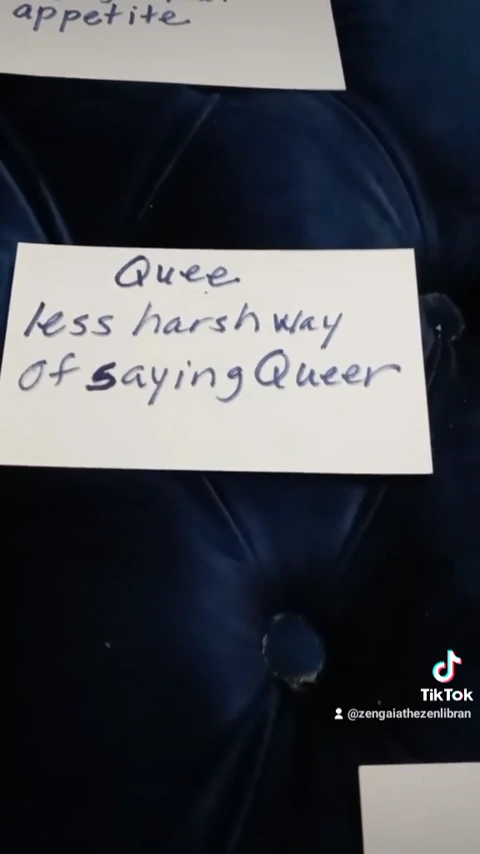 appetite
Quee
less harsh way
of saying Queer
TikTok
@zengaiathezenlibran